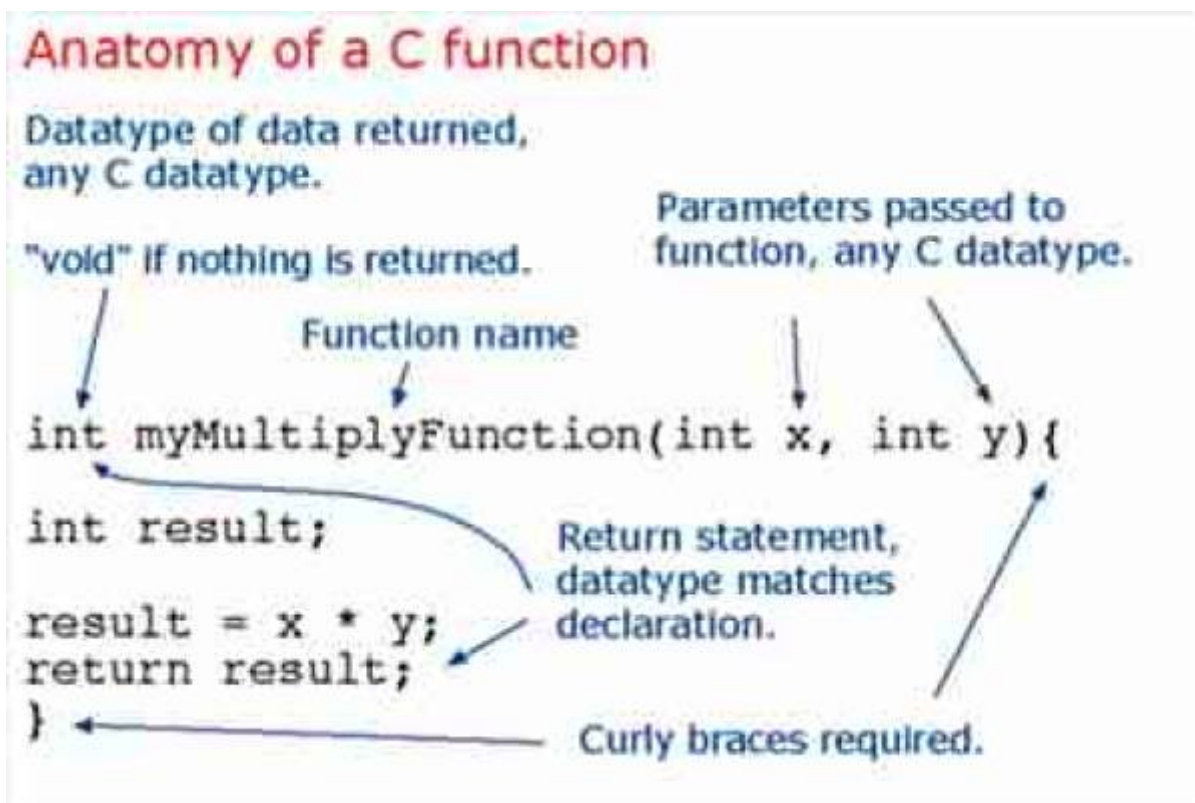 Anatomy of a C function
Datatype of data returned,
any C datatype.
"void" if nothing is returned.
Parameters passed to
function, any C datatype.
Function name
int myMultiplyFunction(int x, int y){
int result;
Return statement,
datatype matches
declaration.
result = x * y;
return result;
}
Curly braces required.